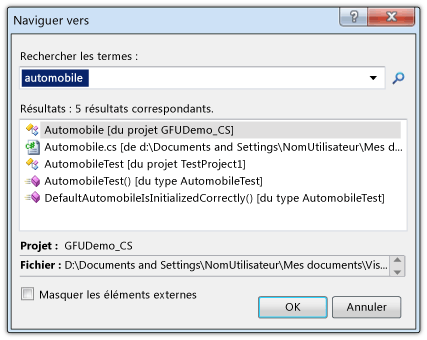 Naviguer vers
Rechercher les termes :
automobile
Résultats : 5 résultats correspondants.
Automobile [du projet GFUDemo_CS]
Automobile.cs [de d:\Documents and Settings\NomUtilisateur\Mes d...
AutomobileTest [du projet TestProject1]
AutomobileTest() [du type AutomobileTest]
DefaultAutomobileIsInitializedCorrectly() [du type AutomobileTest]
Projet : GFUDemo_CS
Fichier : D:\Documents and Settings\NomUtilisateur\Mes documents\Vis...
Masquer les éléments externes
OK Annuler